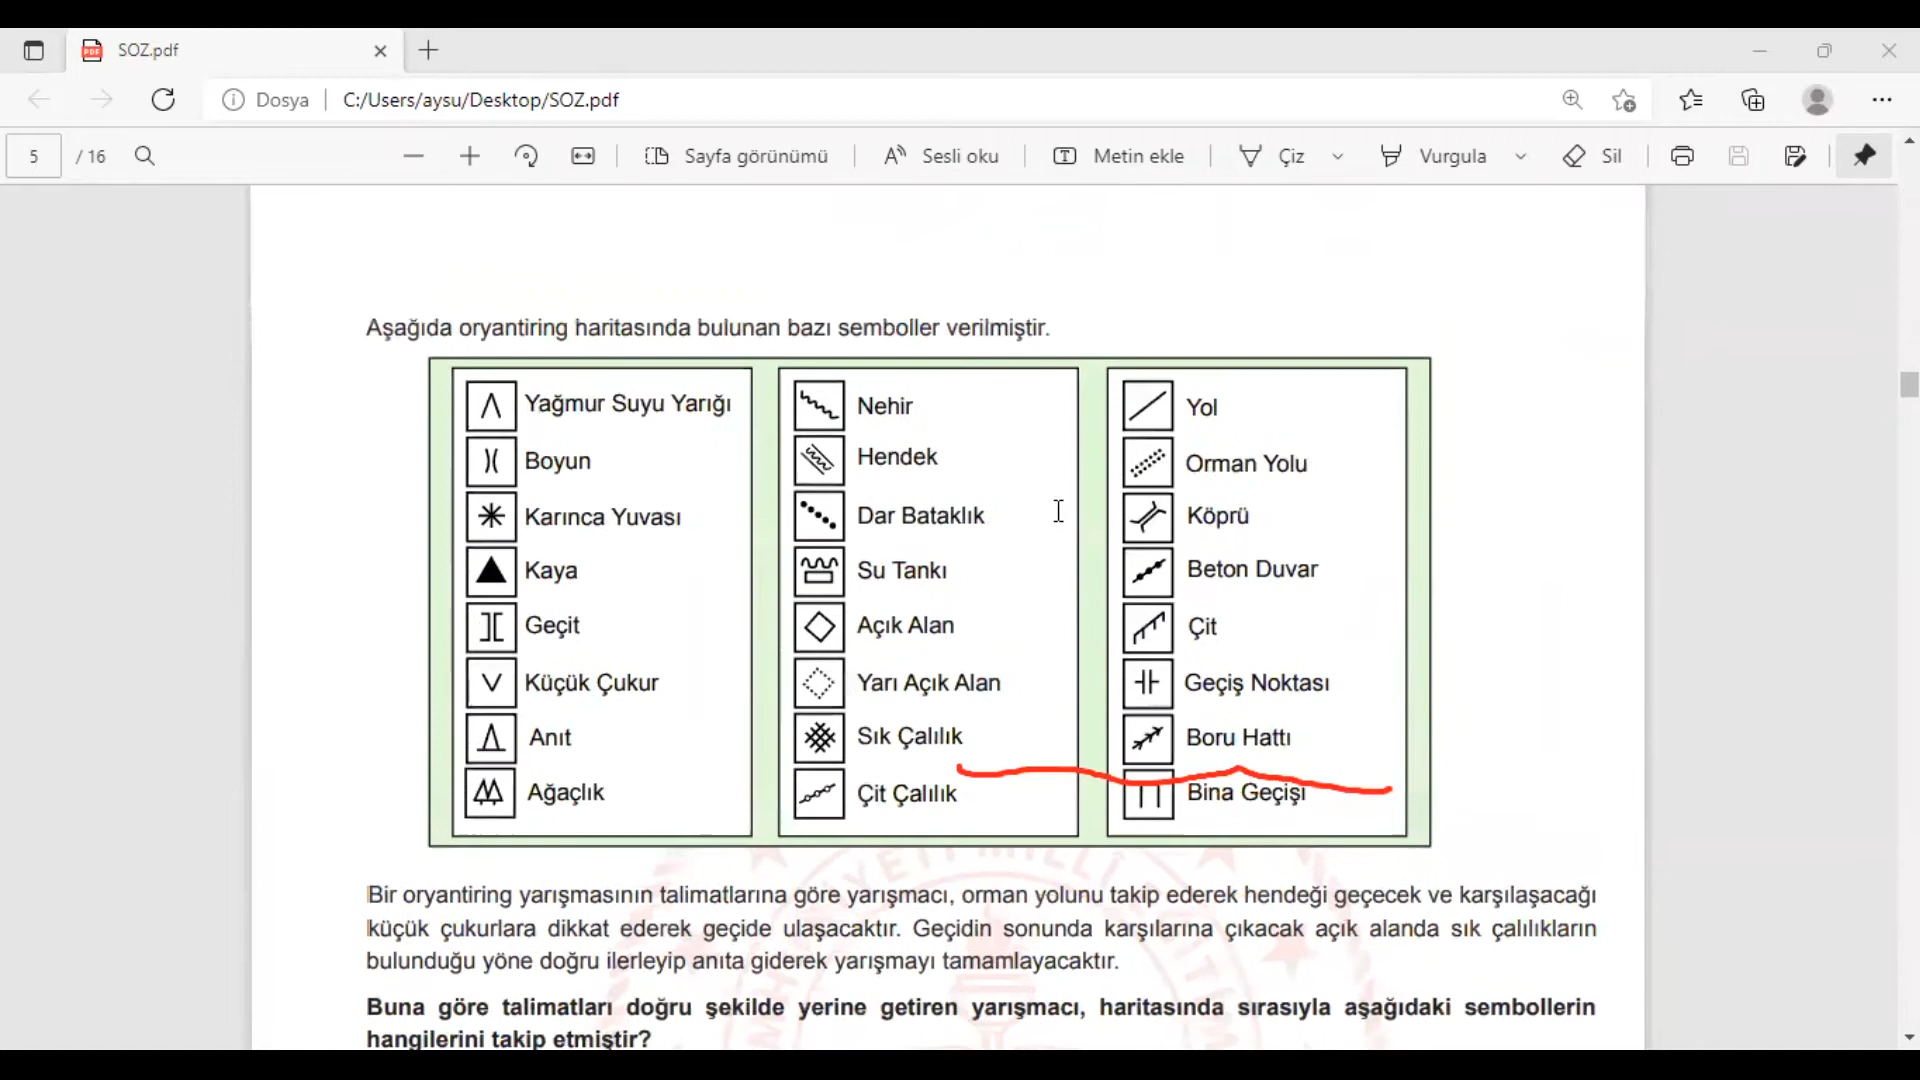 SOZ.pdf
Dosya
C:/Users/aysu/Desktop/SOZ.pdf
5
/ 16
Sayfa görünümü
Sesli oku
Metin ekle
Çiz
Vurgula
Sil
Aşağıda oryantiring haritasında bulunan bazı semboller verilmiştir.
Yağmur Suyu Yarığı
Boyun
Karınca Yuvası
Kaya
Geçit
Küçük Çukur
Anıt
Ağaçlık
Nehir
Hendek
Dar Bataklık
Su Tankı
Açık Alan
Yarı Açık Alan
Sık Çalılık
Çit Çalılık
Yol
Orman Yolu
Köprü
Beton Duvar
Çit
Geçiş Noktası
Boru Hattı
Bina Geçişi
Bir oryantiring yarışmasının talimatlarına göre yarışmacı, orman yolunu takip ederek hendeği geçecek ve karşılaşacağı
küçük çukurlara dikkat ederek geçide ulaşacaktır. Geçidin sonunda karşılarına çıkacak açık alanda sık çalılıkların
bulunduğu yöne doğru ilerleyip anıta giderek yarışmayı tamamlayacaktır.
Buna göre talimatları doğru şekilde yerine getiren yarışmacı, haritasında sırasıyla aşağıdaki sembollerin
hangilerini takip etmiştir?